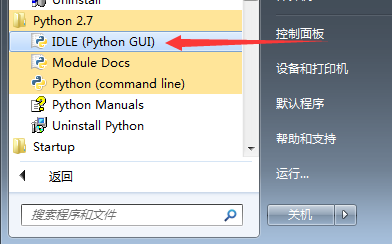 Uninstall
Python 2.7
IDLE (Python GUI)
Module Docs
Python (command line)
Python Manuals
Uninstall Python
Startup
返回
搜索程序和文件
控制面板
设备和打印机
默认程序
帮助和支持
运行...
关机